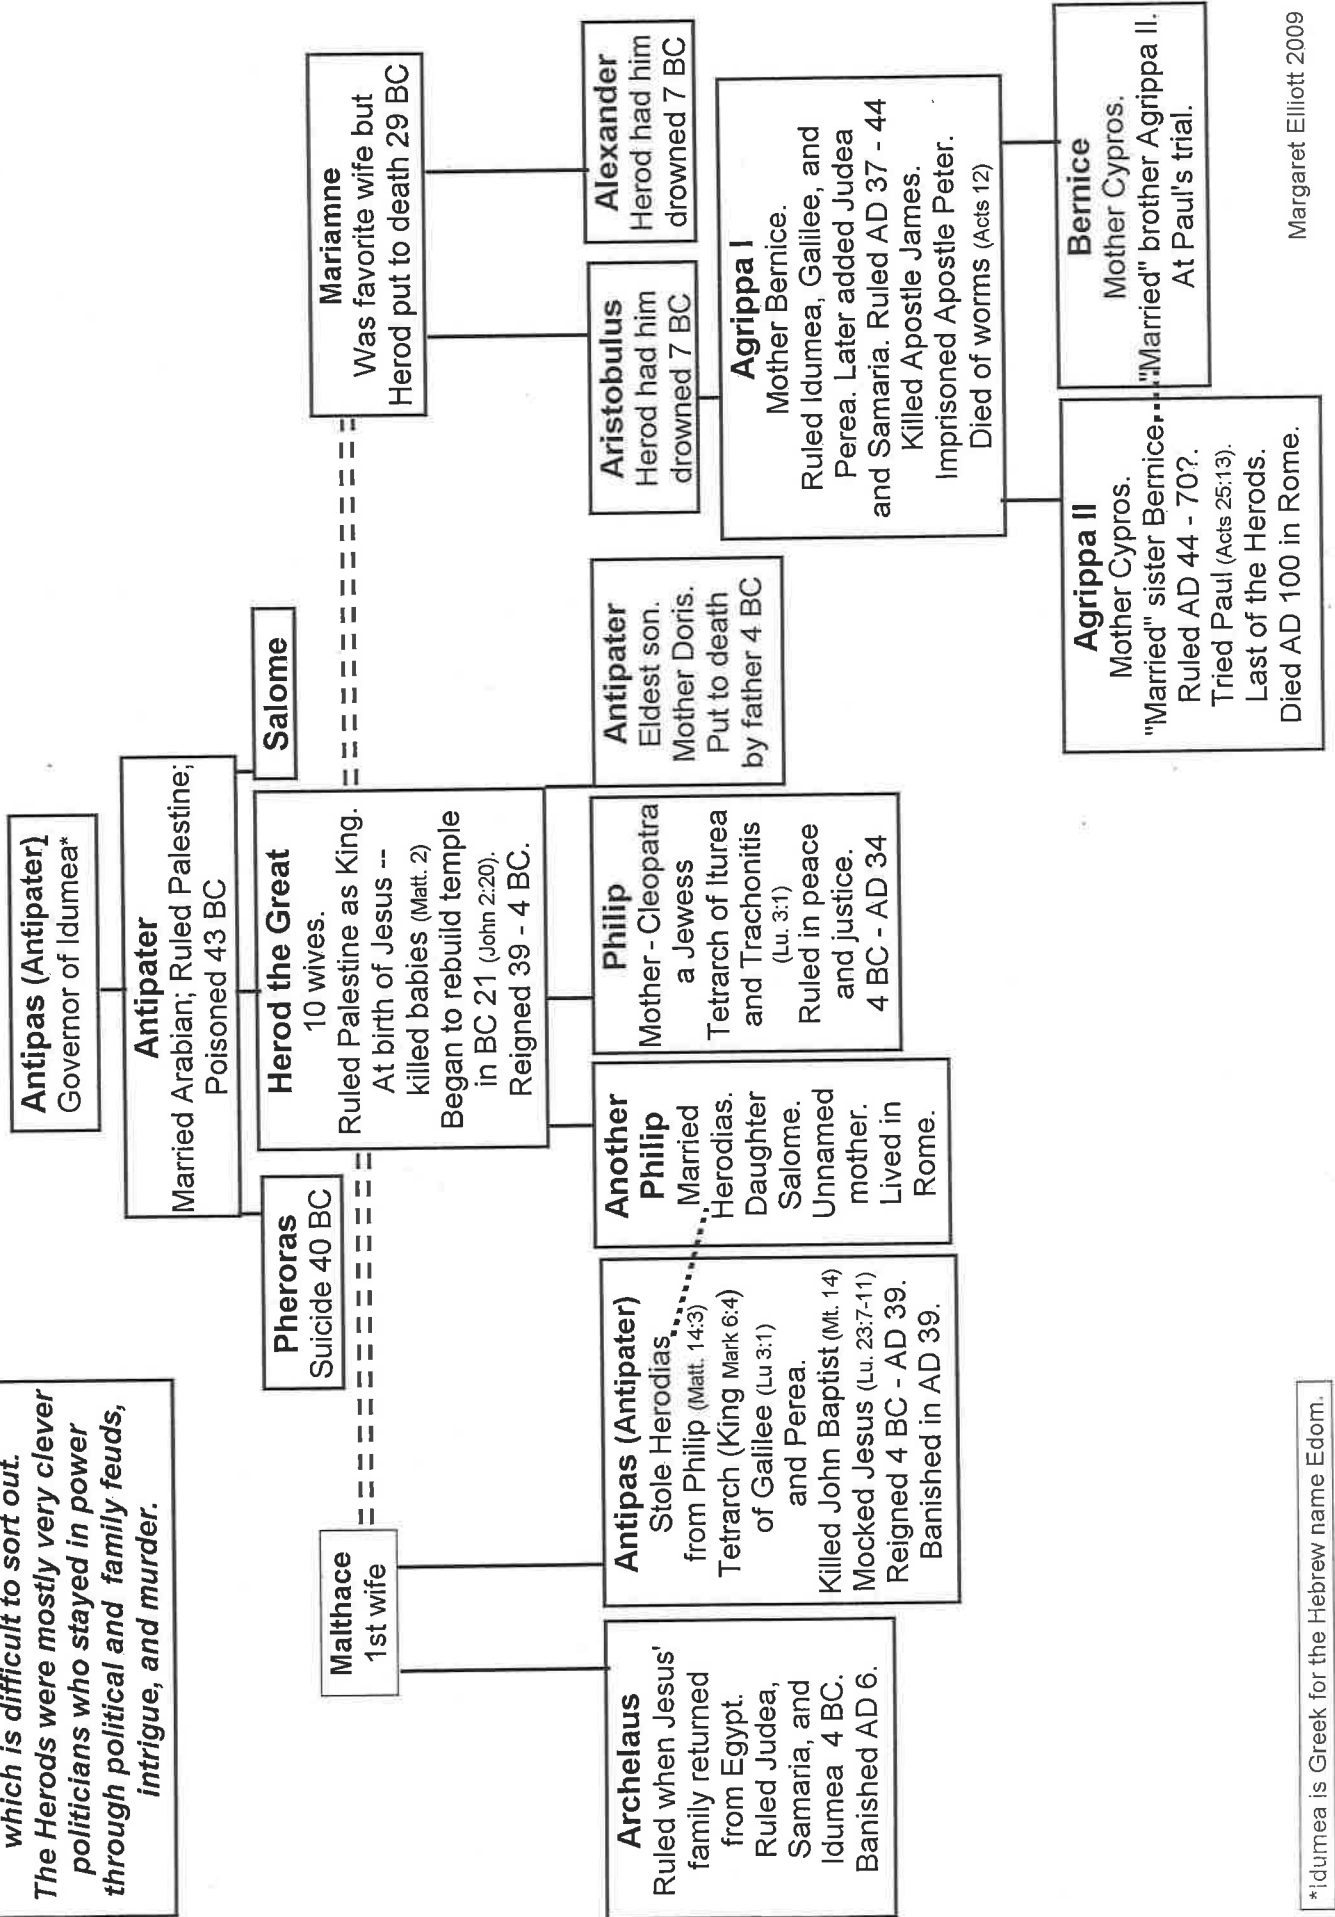 which is difficult to sort out.
The Herods were mostly very clever
politicians who stayed in power
through political and family feuds,
intrigue, and murder.
Antipas (Antipater)
Governor of Idumea*
Antipater
Married Arabian; Ruled Palestine;
Poisoned 43 BC
Pheroras
Suicide 40 BC
Herod the Great
10 wives.
Ruled Palestine as King.
At birth of Jesus --
killed babies (Matt. 2)
Began to rebuild temple
in BC 21 (John 2:20).
Reigned 39 - 4 BC.
Salome
Malthace
1st wife
Mariamne
Was favorite wife but
Herod put to death 29 BC
Archelaus
Ruled when Jesus'
family returned
from Egypt.
Ruled Judea,
Samaria, and
Idumea 4 BC.
Banished AD 6.
Antipas (Antipater)
Stole Herodias
from Philip (Matt. 14:3)
Tetrarch (King Mark 6:4)
of Galilee (Lu 3:1)
and Perea.
Killed John Baptist (Mt. 14)
Mocked Jesus (Lu. 23:7-11)
Reigned 4 BC - AD 39.
Banished in AD 39.
Another
Philip
Married
Herodias.
Daughter
Salome.
Unnamed
mother.
Lived in
Rome.
Philip
Mother - Cleopatra
a Jewess
Tetrarch of Iturea
and Trachonitis
(Lu. 3:1)
Ruled in peace
and justice.
4 BC - AD 34
Antipater
Eldest son.
Mother Doris.
Put to death
by father 4 BC
Aristobulus
Herod had him
drowned 7 BC
Alexander
Herod had him
drowned 7 BC
Agrippa I
Mother Bernice.
Ruled Idumea, Galilee, and
Perea. Later added Judea
and Samaria. Ruled AD 37 - 44
Killed Apostle James.
Imprisoned Apostle Peter.
Died of worms (Acts 12)
Agrippa II
Mother Cypros.
"Married" sister Bernice.
Ruled AD 44 - 70?.
Tried Paul (Acts 25:13).
Last of the Herods.
Died AD 100 in Rome.
Bernice
Mother Cypros.
"Married" brother Agrippa II.
At Paul's trial.
*Idumea is Greek for the Hebrew name Edom.
Margaret Elliott 2009